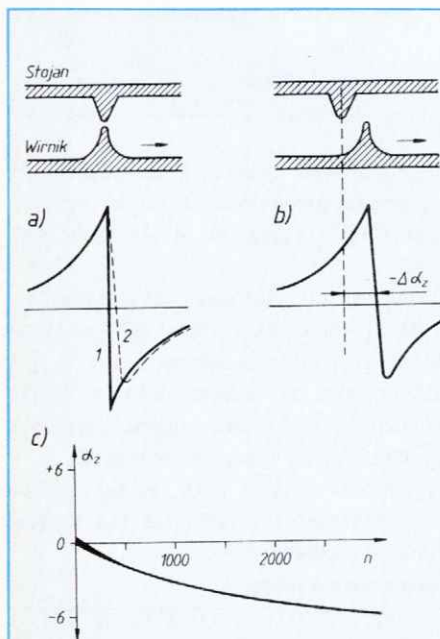 Stojan
Wirnik
a)
b)
-Δα_z
1
2
c)
α_z
+6
0
1000
2000
n
-6